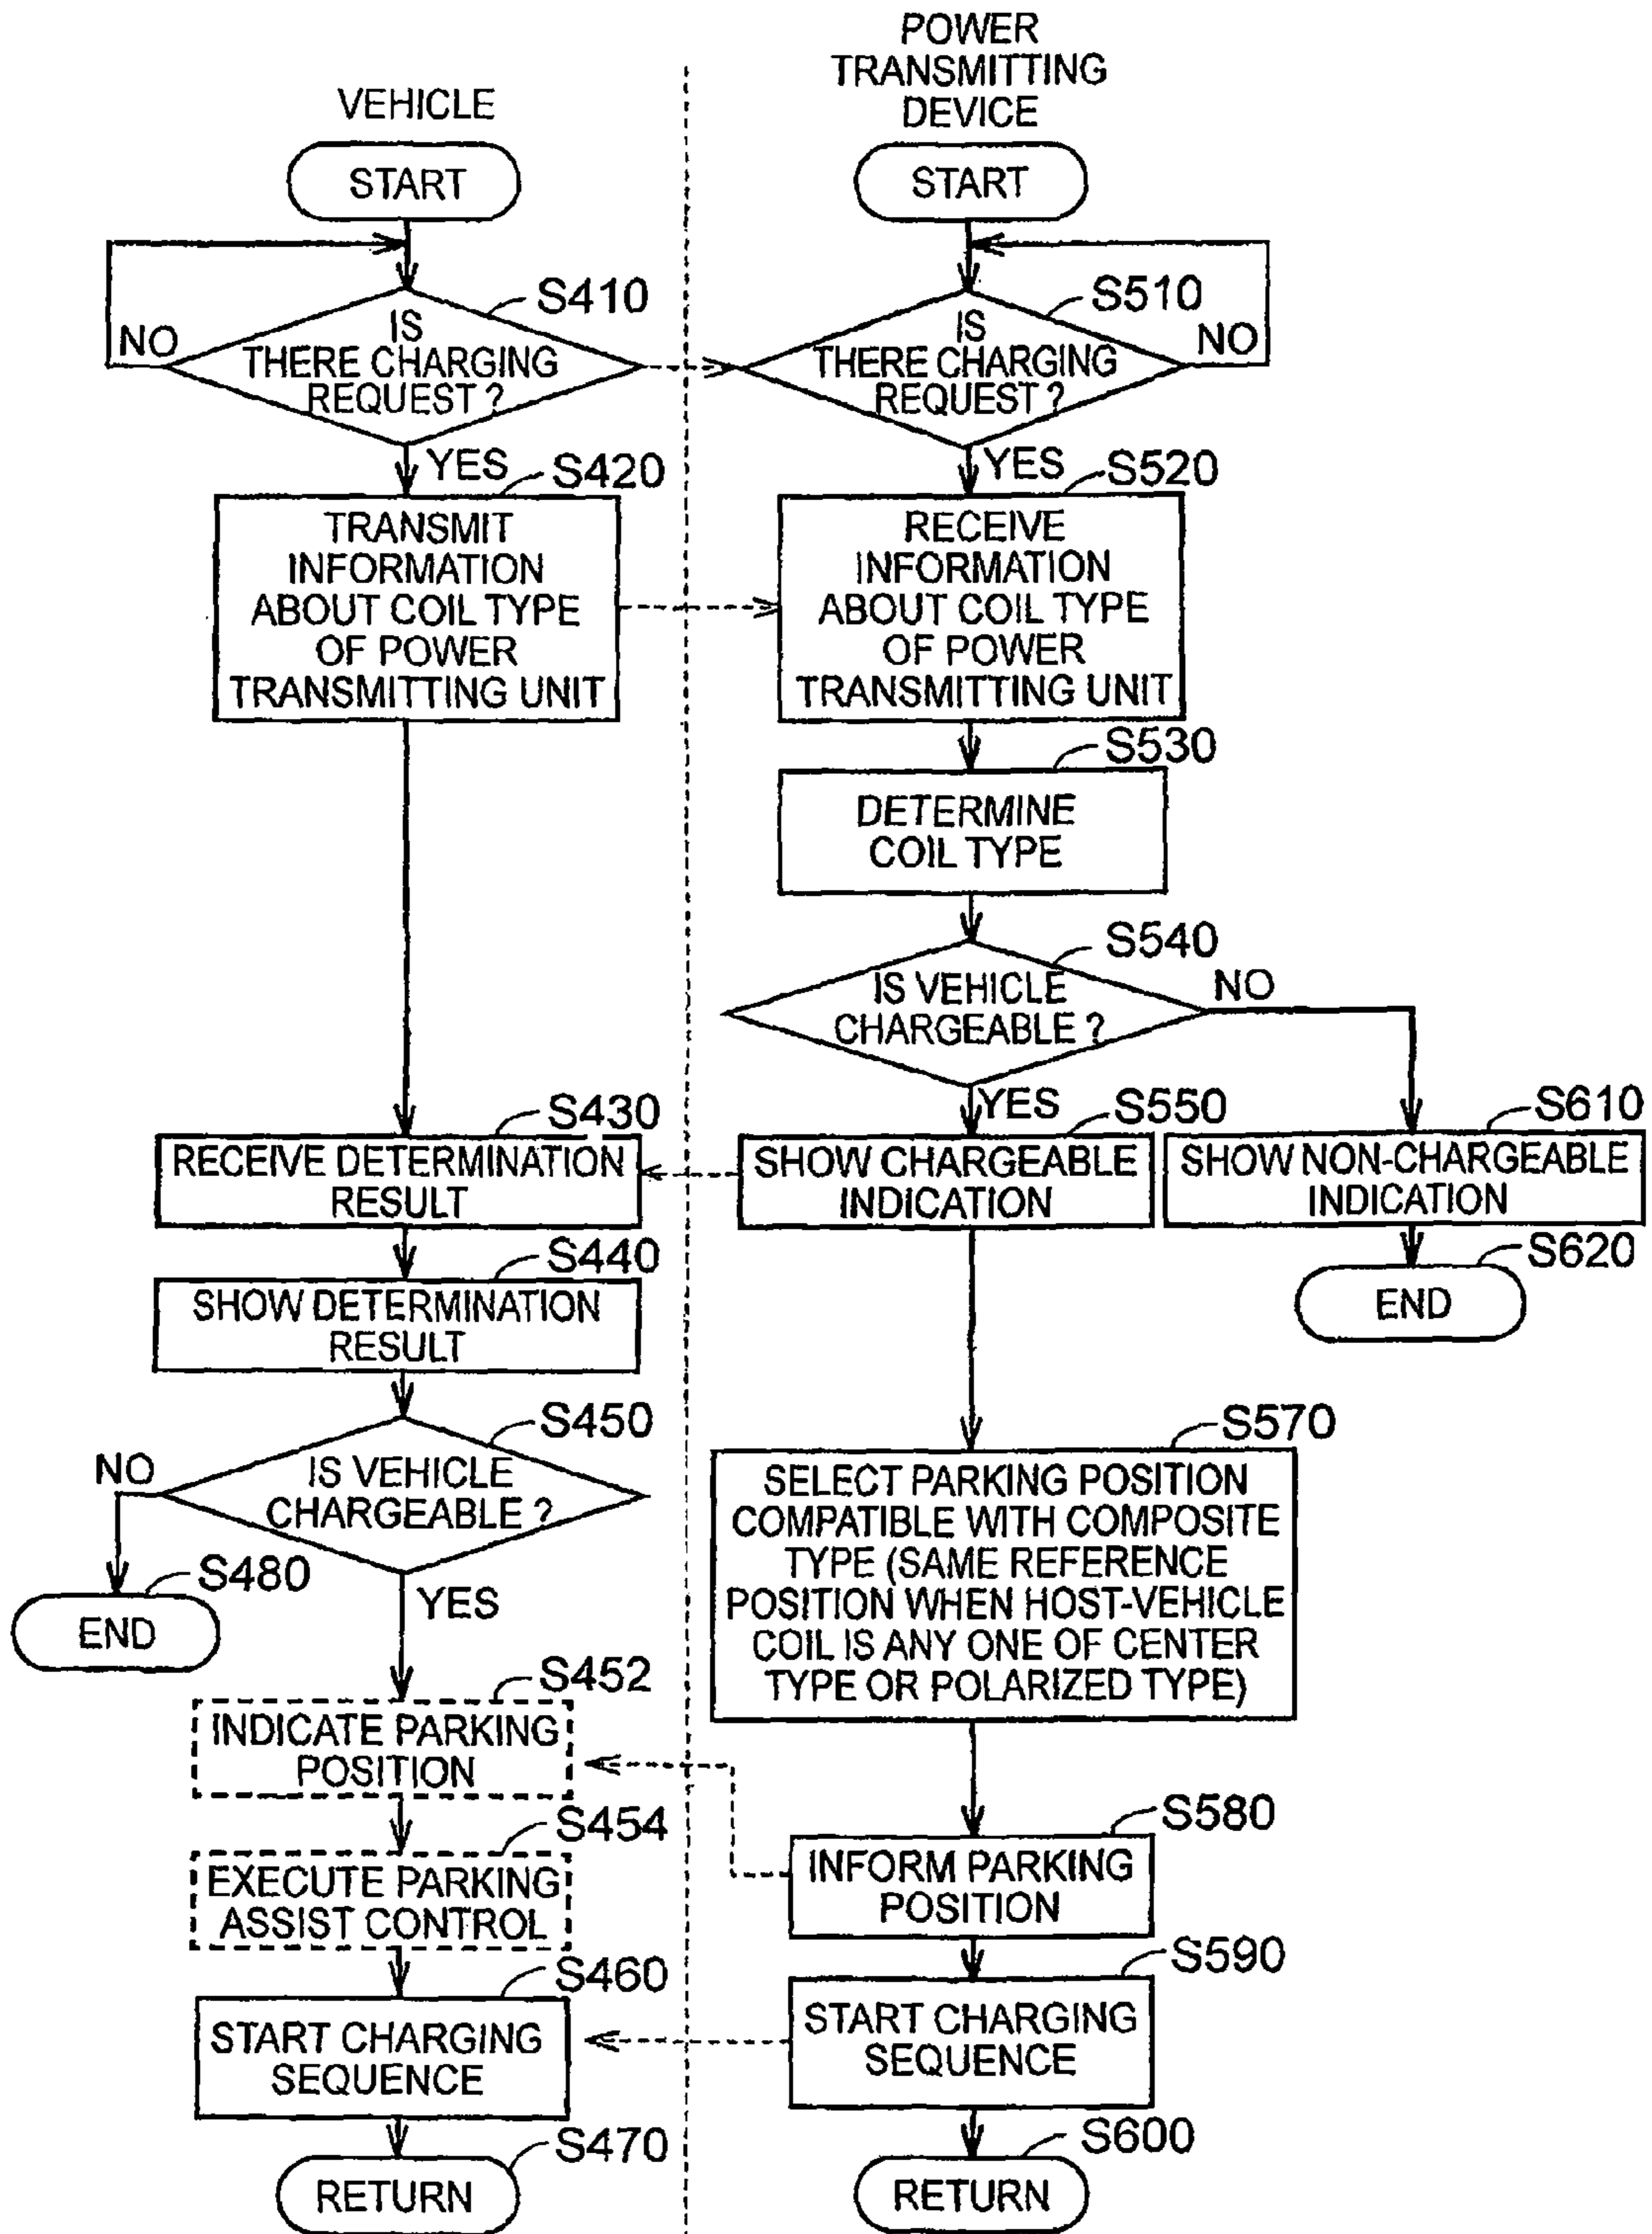 VEHICLE
START
S410
IS
THERE CHARGING
REQUEST ?
NO
YES
S420
TRANSMIT
INFORMATION
ABOUT COIL TYPE
OF POWER
TRANSMITTING UNIT
S430
RECEIVE DETERMINATION
RESULT
S440
SHOW DETERMINATION
RESULT
S450
IS VEHICLE
CHARGEABLE ?
NO
S480
END
YES
S452
INDICATE PARKING
POSITION
S454
EXECUTE PARKING
ASSIST CONTROL
S460
START CHARGING
SEQUENCE
S470
RETURN
POWER
TRANSMITTING
DEVICE
START
S510
IS
THERE CHARGING
REQUEST ?
NO
YES
S520
RECEIVE
INFORMATION
ABOUT COIL TYPE
OF POWER
TRANSMITTING UNIT
S530
DETERMINE
COIL TYPE
S540
IS VEHICLE
CHARGEABLE ?
NO
YES
S550
SHOW CHARGEABLE
INDICATION
S610
SHOW NON-CHARGEABLE
INDICATION
S620
END
S570
SELECT PARKING POSITION
COMPATIBLE WITH COMPOSITE
TYPE (SAME REFERENCE
POSITION WHEN HOST-VEHICLE
COIL IS ANY ONE OF CENTER
TYPE OR POLARIZED TYPE)
S580
INFORM PARKING
POSITION
S590
START CHARGING
SEQUENCE
S600
RETURN